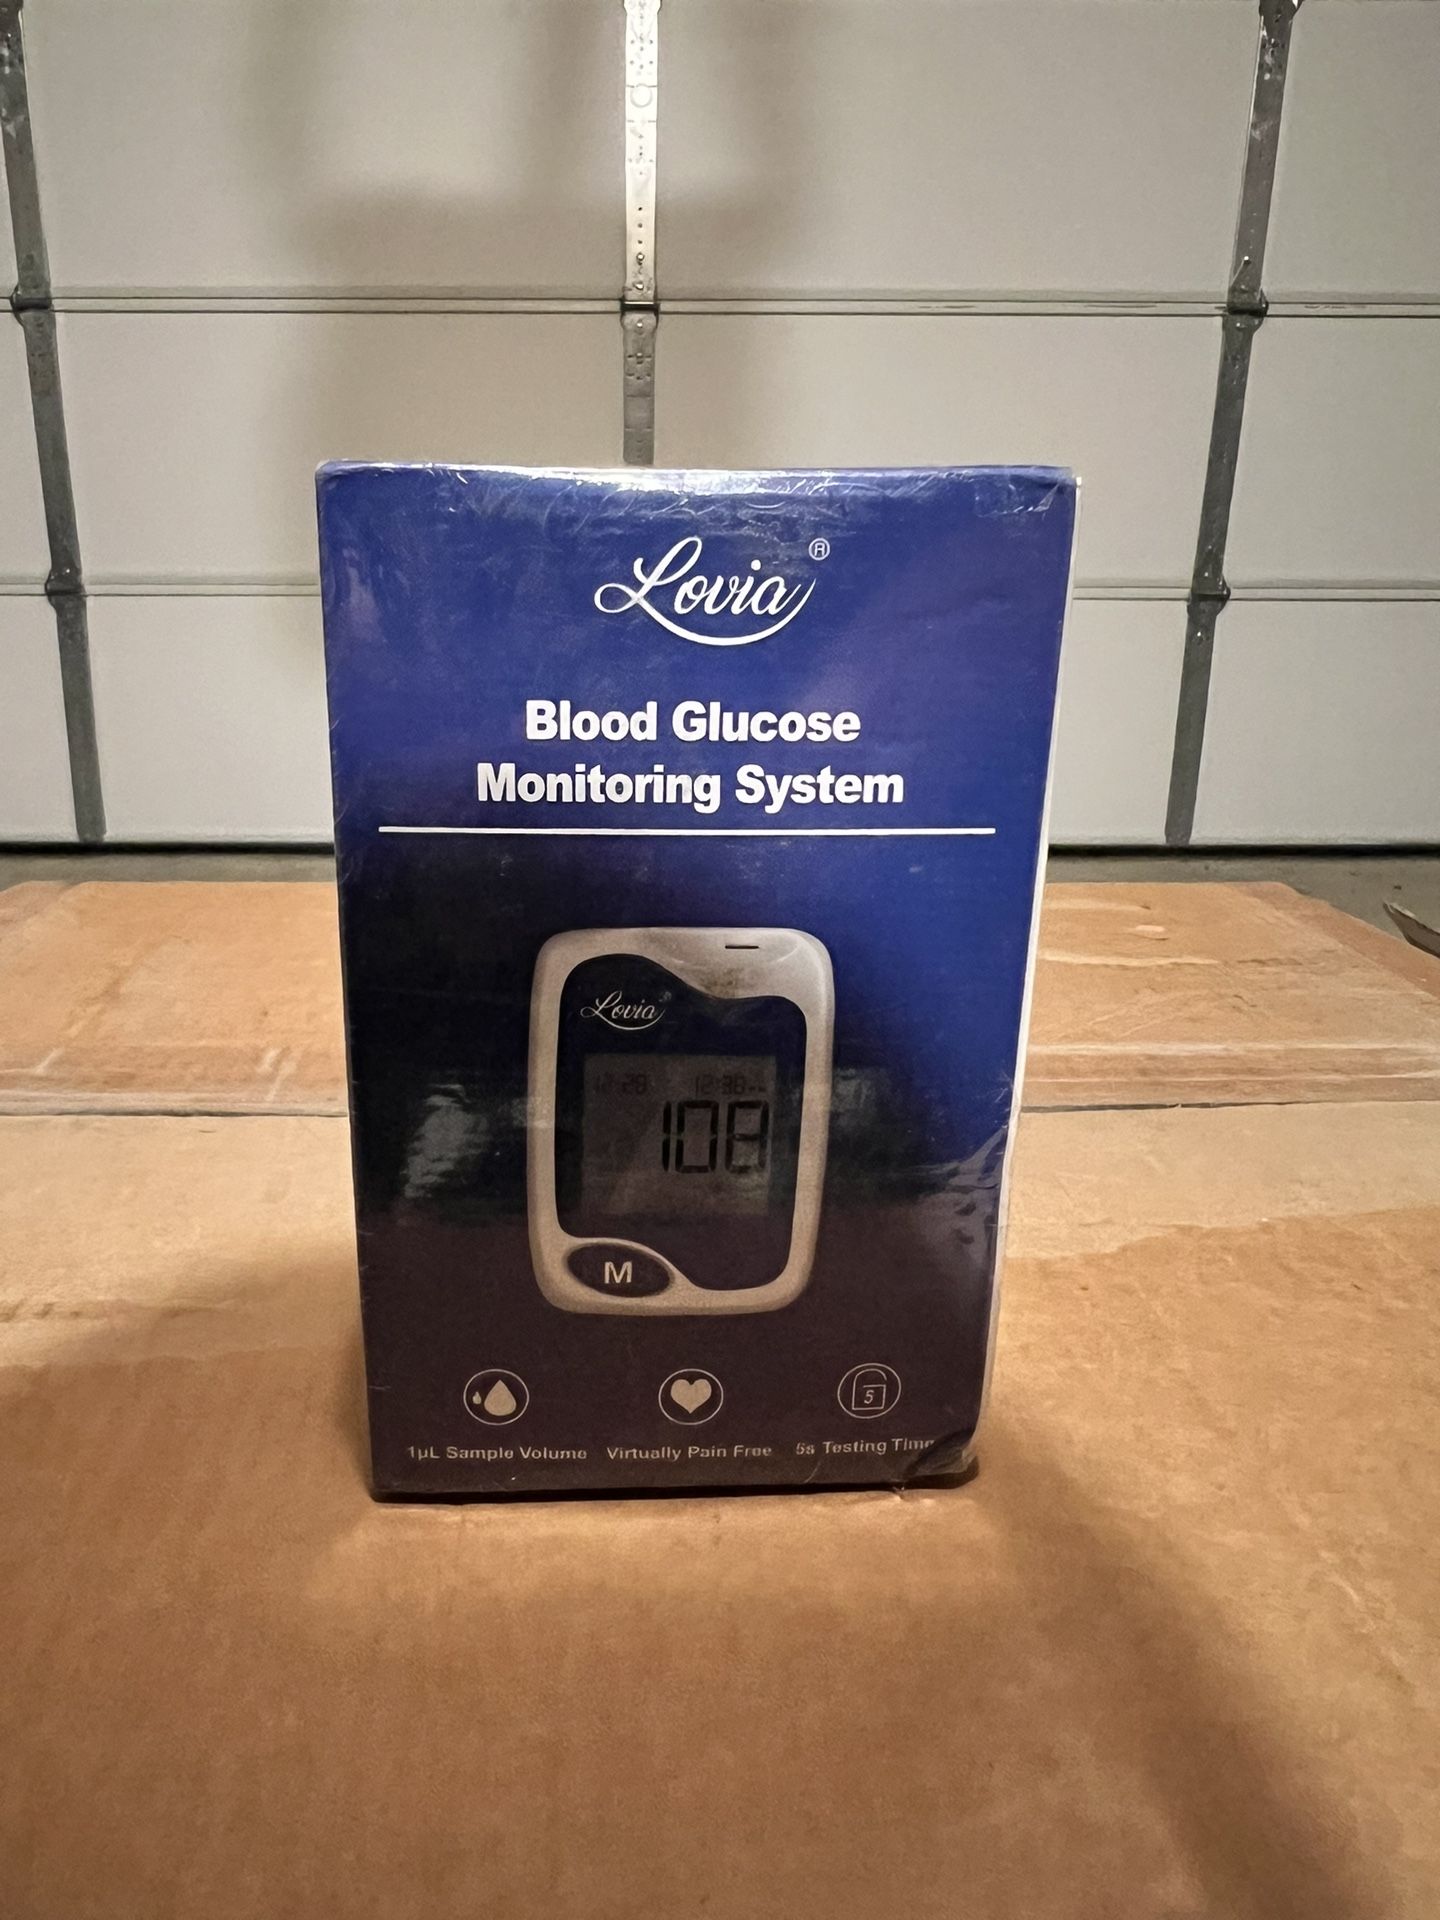 Lovia®
Blood Glucose
Monitoring System
Lovia
108
M
5
1µL Sample Volume Virtually Pain Free 5s Testing Time